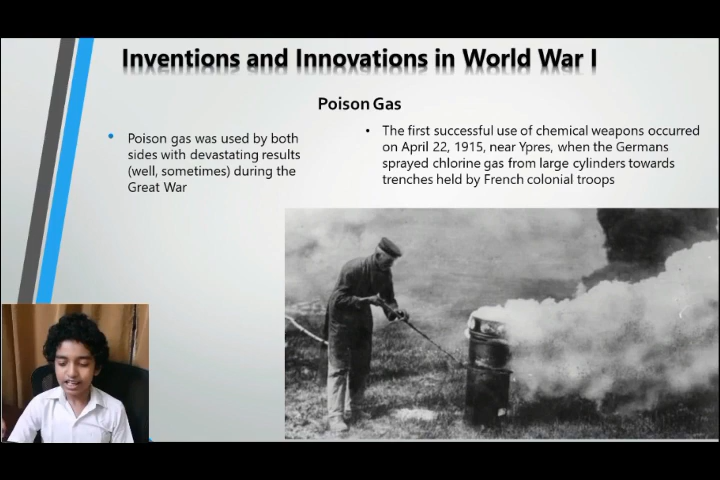 Inventions and Innovations in World War I
Poison Gas
• Poison gas was used by both
sides with devastating results
(well, sometimes) during the
Great War
• The first successful use of chemical weapons occurred
on April 22, 1915, near Ypres, when the Germans
sprayed chlorine gas from large cylinders towards
trenches held by French colonial troops